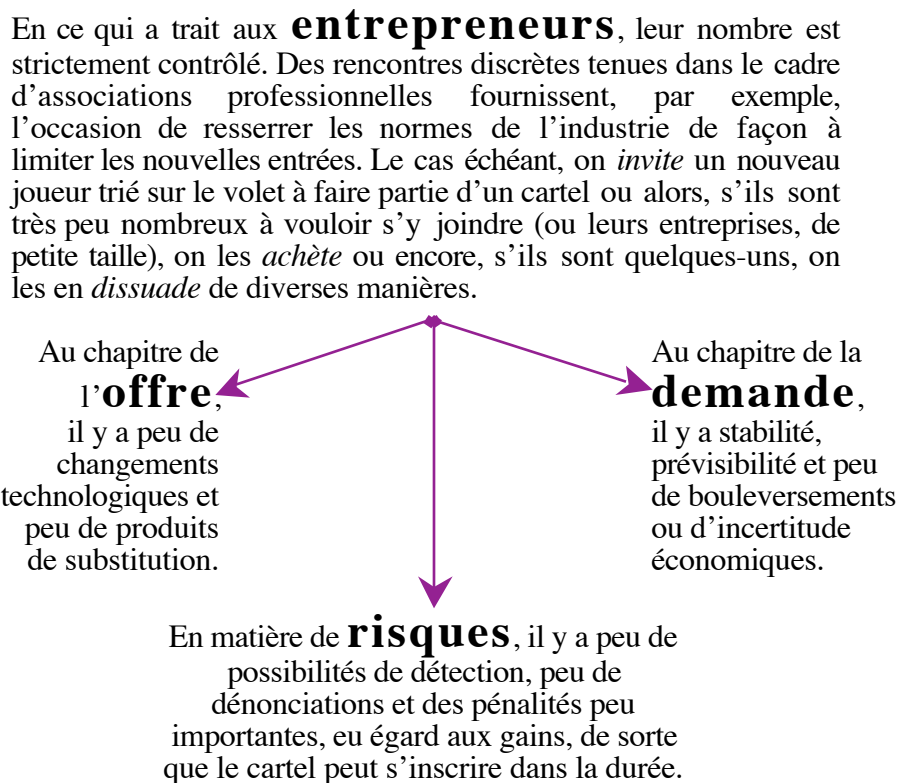 En ce qui a trait aux entrepreneurs, leur nombre est
strictement contrôlé. Des rencontres discrètes tenues dans le cadre
d’associations professionnelles fournissent, par exemple,
l’occasion de resserrer les normes de l’industrie de façon à
limiter les nouvelles entrées. Le cas échéant, on invite un nouveau
joueur trié sur le volet à faire partie d’un cartel ou alors, s’ils sont
très peu nombreux à vouloir s’y joindre (ou leurs entreprises, de
petite taille), on les achète ou encore, s’ils sont quelques-uns, on
les en dissuade de diverses manières.
Au chapitre de
l’offre,
il y a peu de
changements
technologiques et
peu de produits
de substitution.
Au chapitre de la
demande,
il y a stabilité,
prévisibilité et peu
de bouleversements
ou d’incertitude
économiques.
En matière de risques, il y a peu de
possibilités de détection, peu de
dénonciations et des pénalités peu
importantes, eu égard aux gains, de sorte
que le cartel peut s’inscrire dans la durée.